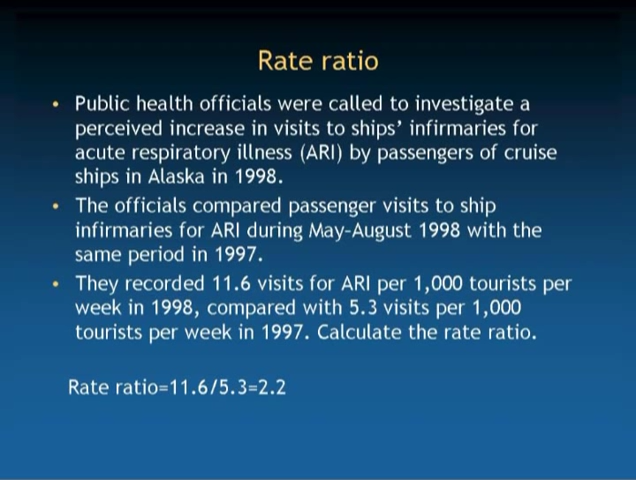 Rate ratio
• Public health officials were called to investigate a
perceived increase in visits to ships’ infirmaries for
acute respiratory illness (ARI) by passengers of cruise
ships in Alaska in 1998.
• The officials compared passenger visits to ship
infirmaries for ARI during May-August 1998 with the
same period in 1997.
• They recorded 11.6 visits for ARI per 1,000 tourists per
week in 1998, compared with 5.3 visits per 1,000
tourists per week in 1997. Calculate the rate ratio.
Rate ratio=11.6/5.3=2.2